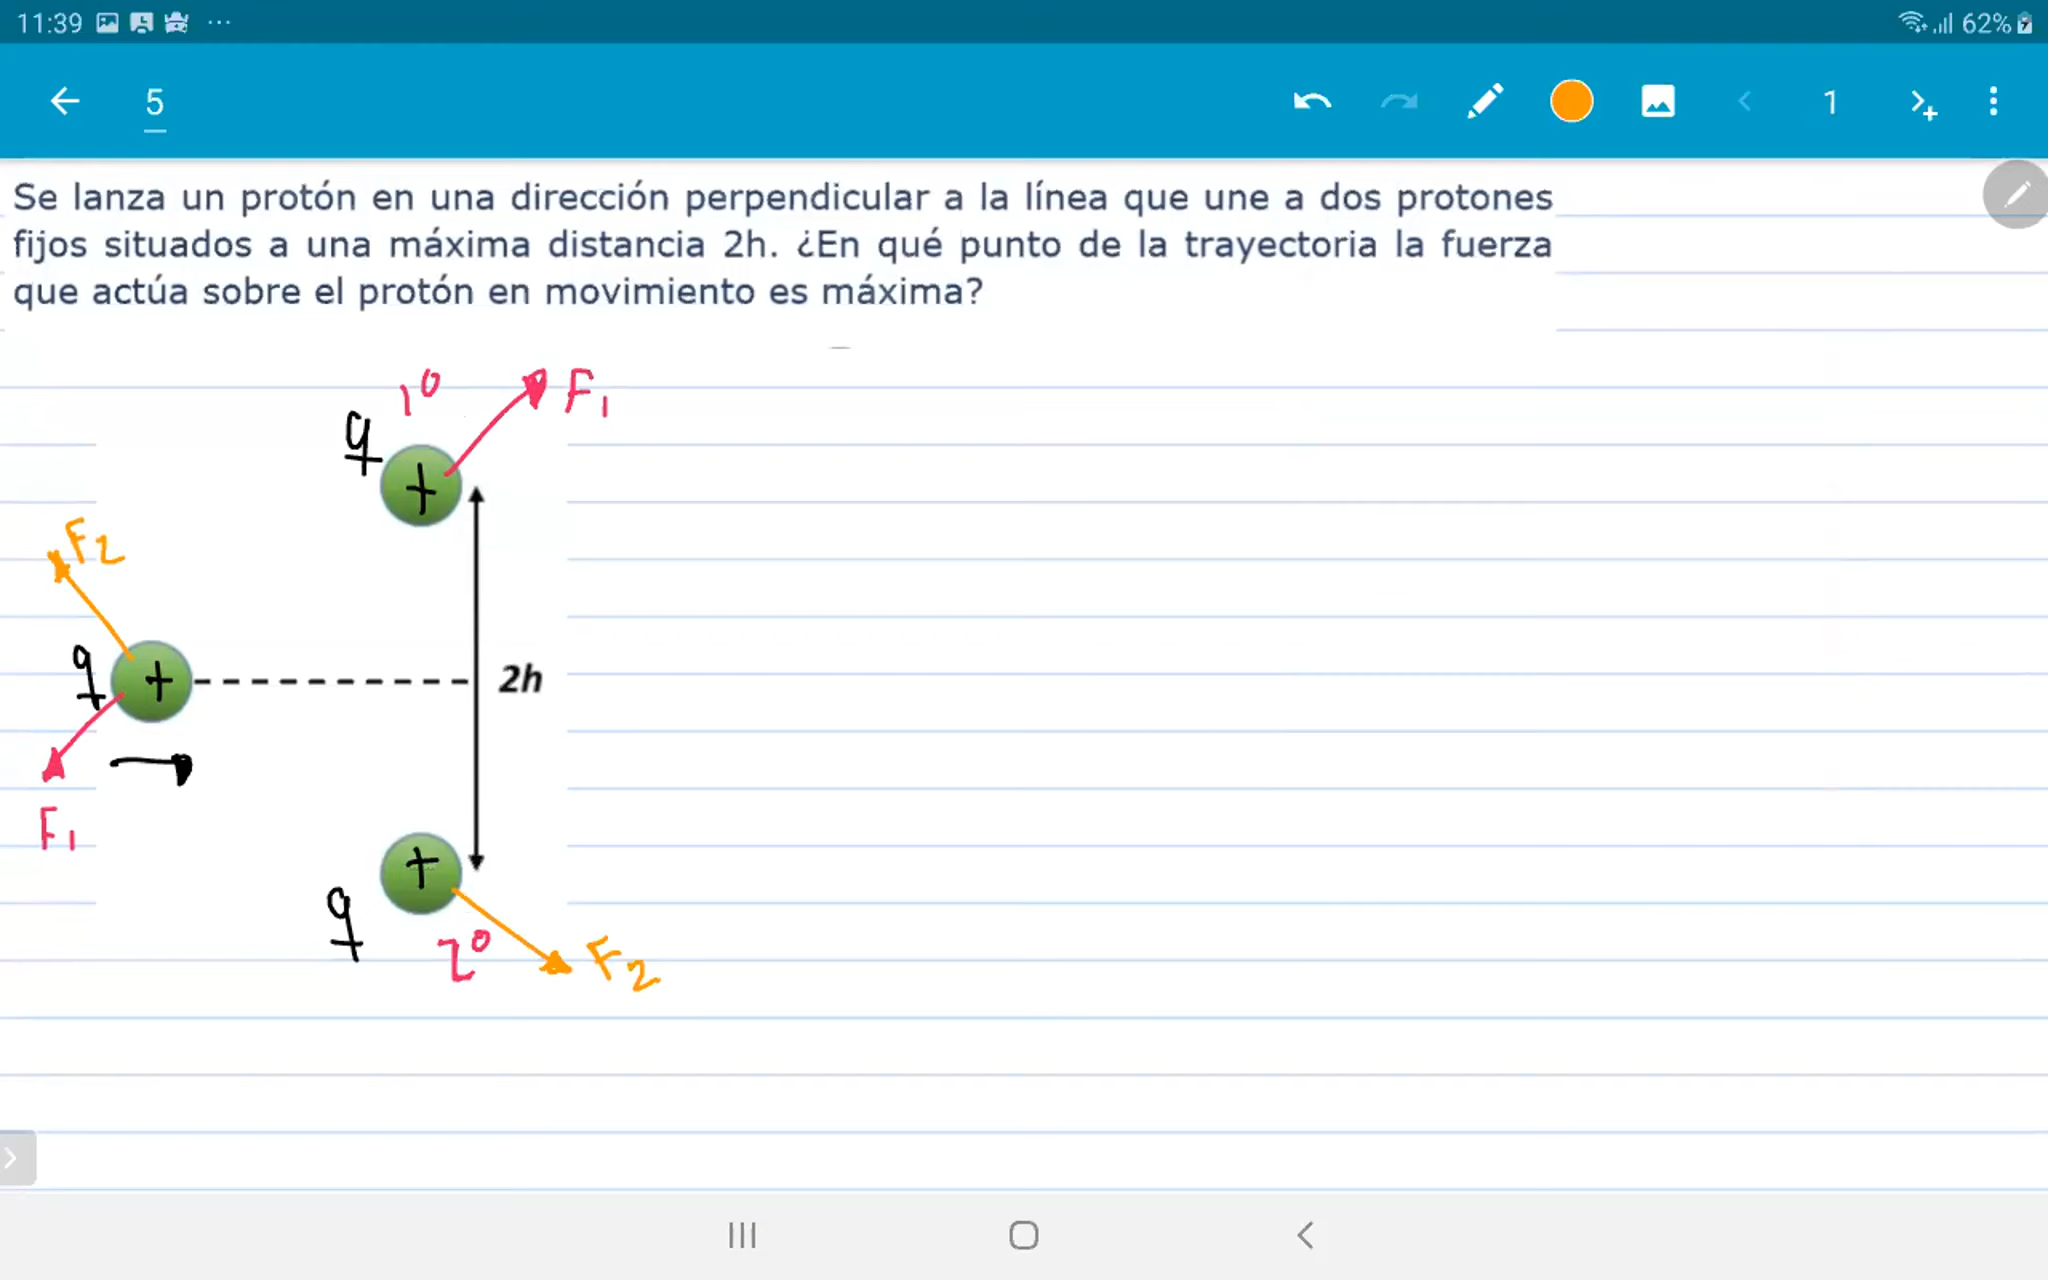 11:39 62%
5 1
Se lanza un protón en una dirección perpendicular a la línea que une a dos protones
fijos situados a una máxima distancia 2h. ¿En qué punto de la trayectoria la fuerza
que actúa sobre el protón en movimiento es máxima?
1º F1
q
+
F2
q + 2h
F1
+
q
2º F2